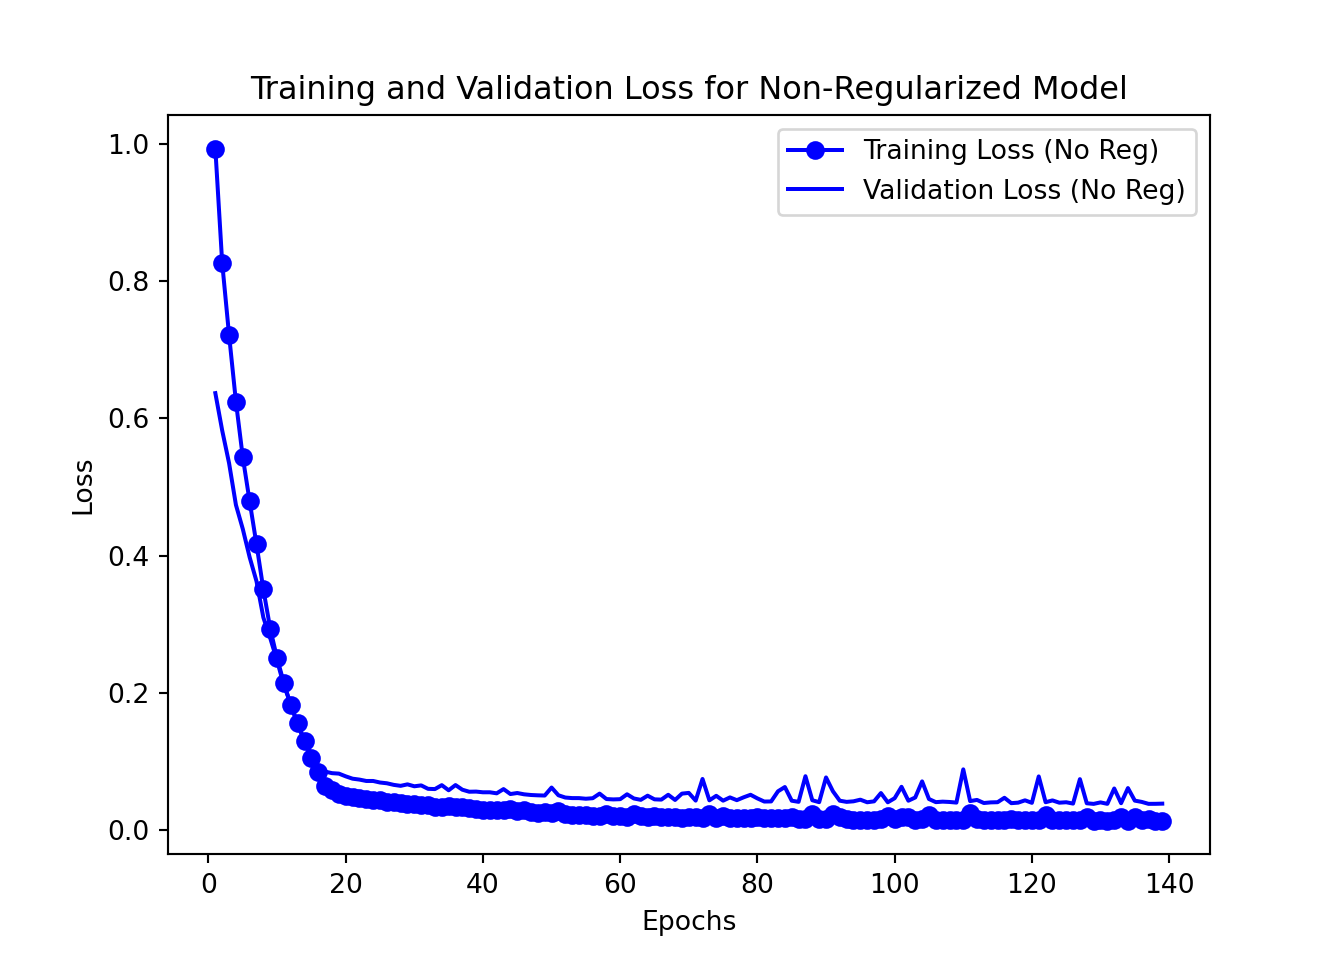 Training and Validation Loss for Non-Regularized Model
Training Loss (No Reg)
Validation Loss (No Reg)
1.0
0.8
0.6
0.4
0.2
0.0
Loss
0 20 40 60 80 100 120 140
Epochs